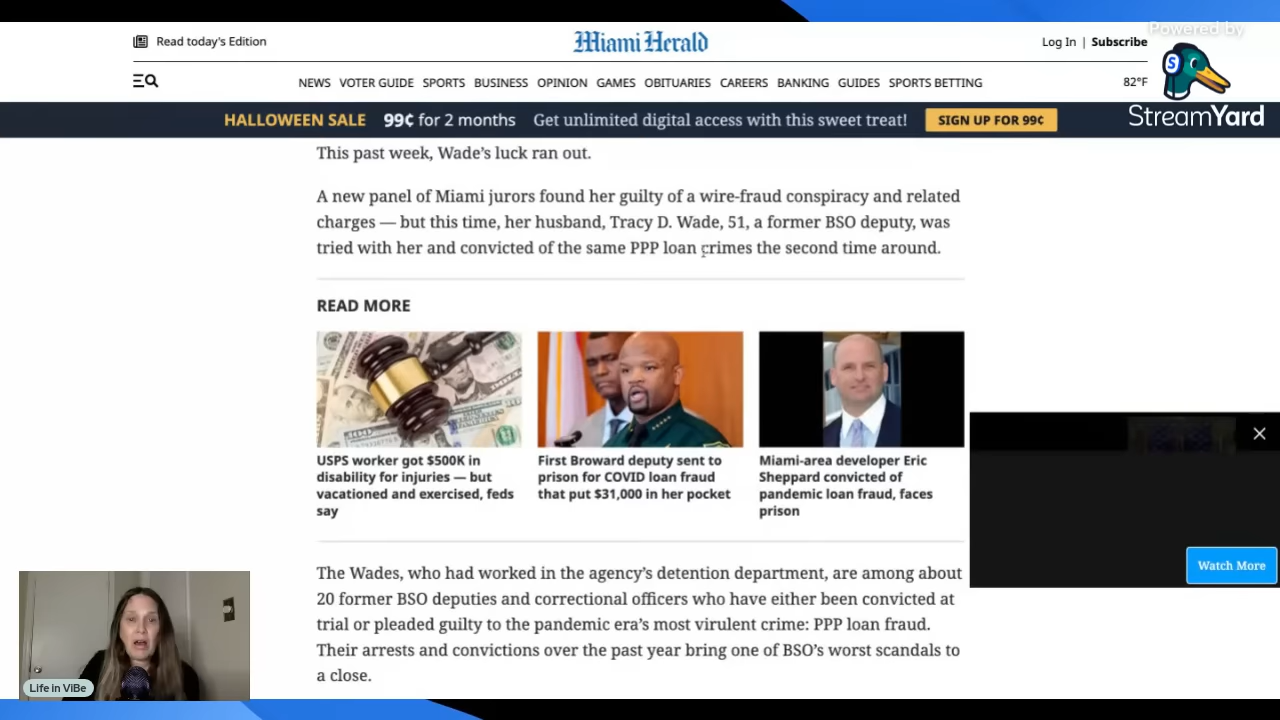 Powered by
Read today's Edition
Miami Herald
Log In | Subscribe
NEWS VOTER GUIDE SPORTS BUSINESS OPINION GAMES OBITUARIES CAREERS BANKING GUIDES SPORTS BETTING
82°F
S
StreamYard
HALLOWEEN SALE 99¢ for 2 months Get unlimited digital access with this sweet treat! SIGN UP FOR 99¢
This past week, Wade's luck ran out.
A new panel of Miami jurors found her guilty of a wire-fraud conspiracy and related
charges — but this time, her husband, Tracy D. Wade, 51, a former BSO deputy, was
tried with her and convicted of the same PPP loan crimes the second time around.
READ MORE
USPS worker got $500K in
disability for injuries — but
vacationed and exercised, feds
say
First Broward deputy sent to
prison for COVID loan fraud
that put $31,000 in her pocket
Miami-area developer Eric
Sheppard convicted of
pandemic loan fraud, faces
prison
Watch More
The Wades, who had worked in the agency's detention department, are among about
20 former BSO deputies and correctional officers who have either been convicted at
trial or pleaded guilty to the pandemic era's most virulent crime: PPP loan fraud.
Their arrests and convictions over the past year bring one of BSO's worst scandals to
a close.
Life in VIBe